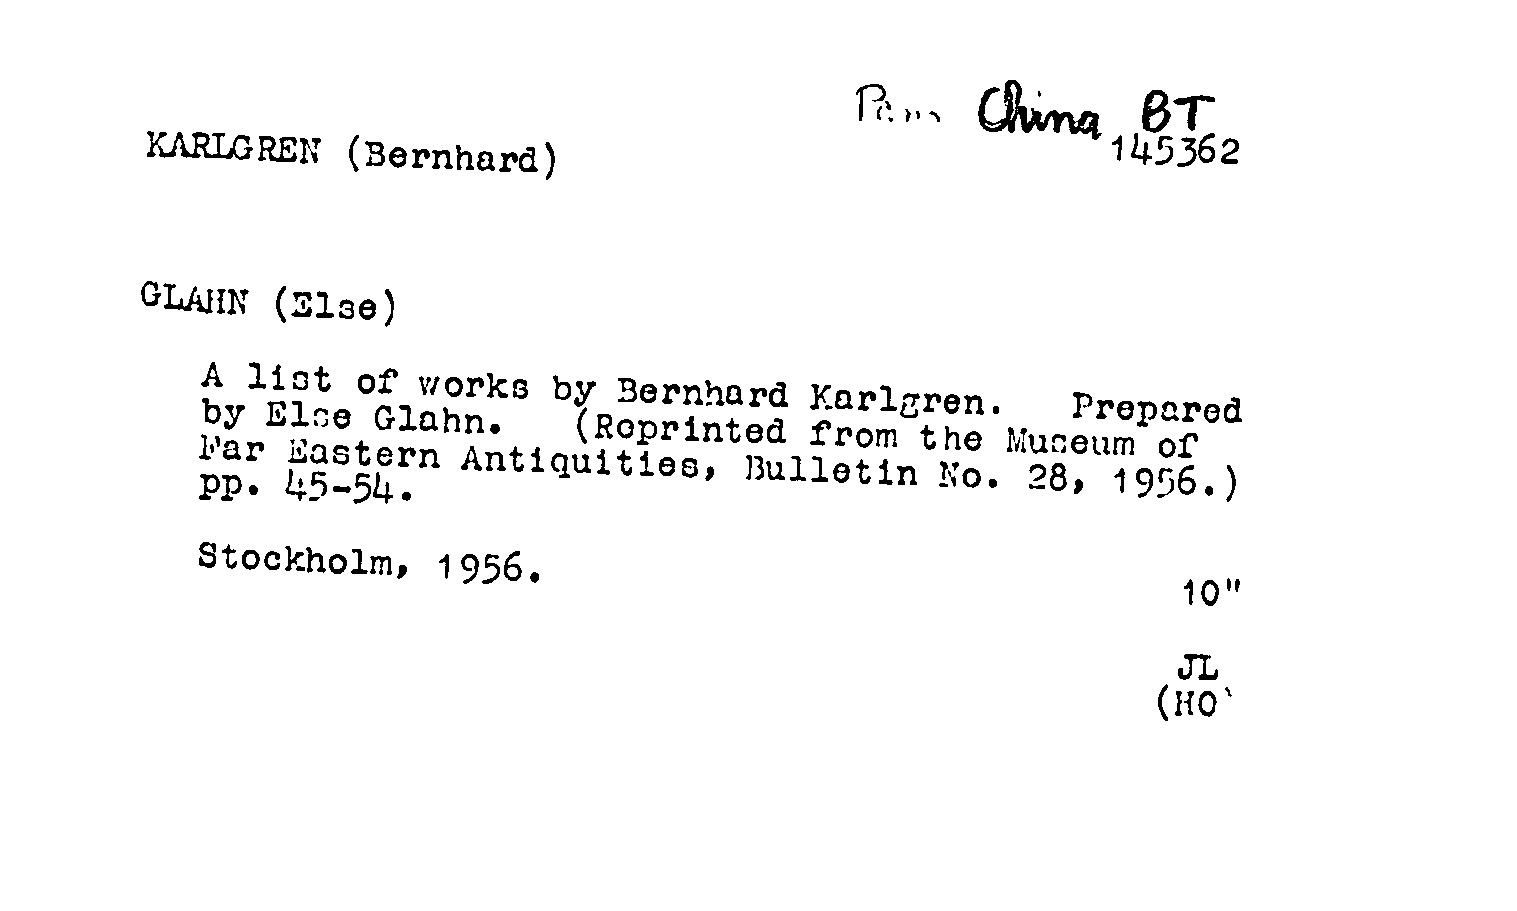 China BT
145362
KARLGREN (Bernhard)
GLAHN (Else)
A list of works by Bernhard Karlgren. Prepared
by Else Glahn. (Reprinted from the Museum of
Far Eastern Antiquities, Bulletin No. 28, 1956.)
pp. 45-54.
Stockholm, 1956.
10"
JL
(HO)